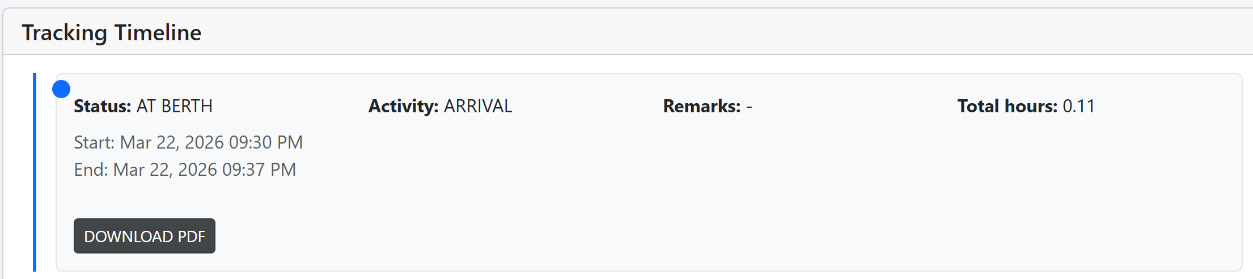 Tracking Timeline
Status: AT BERTH Activity: ARRIVAL Remarks: - Total hours: 0.11
Start: Mar 22, 2026 09:30 PM
End: Mar 22, 2026 09:37 PM
DOWNLOAD PDF